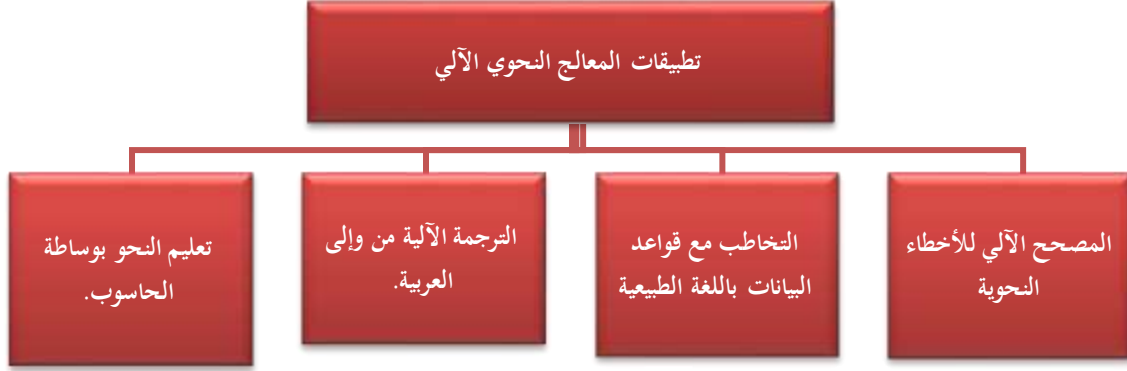 تطبيقات المعالج النحوي الآلي
المصحح الآلي للأخطاء
النحوية
التخاطب مع قواعد
البيانات باللغة الطبيعية
الترجمة الآلية من وإلى
العربية.
تعليم النحو بوساطة
الحاسوب.